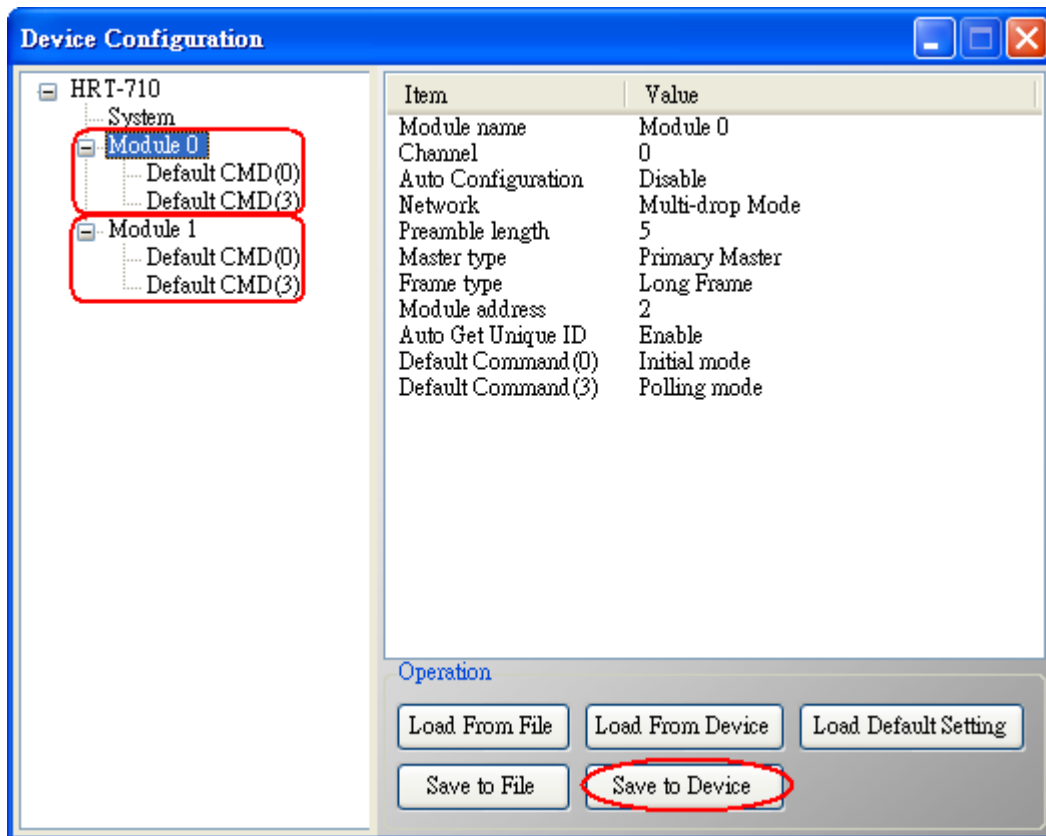 Device Configuration
HRT-710
System
Module 0
Default CMD(0)
Default CMD(3)
Module 1
Default CMD(0)
Default CMD(3)
Item Value
Module name Module 0
Channel 0
Auto Configuration Disable
Network Multi-drop Mode
Preamble length 5
Master type Primary Master
Frame type Long Frame
Module address 2
Auto Get Unique ID Enable
Default Command(0) Initial mode
Default Command(3) Polling mode
Operation
Load From File Load From Device Load Default Setting
Save to File Save to Device